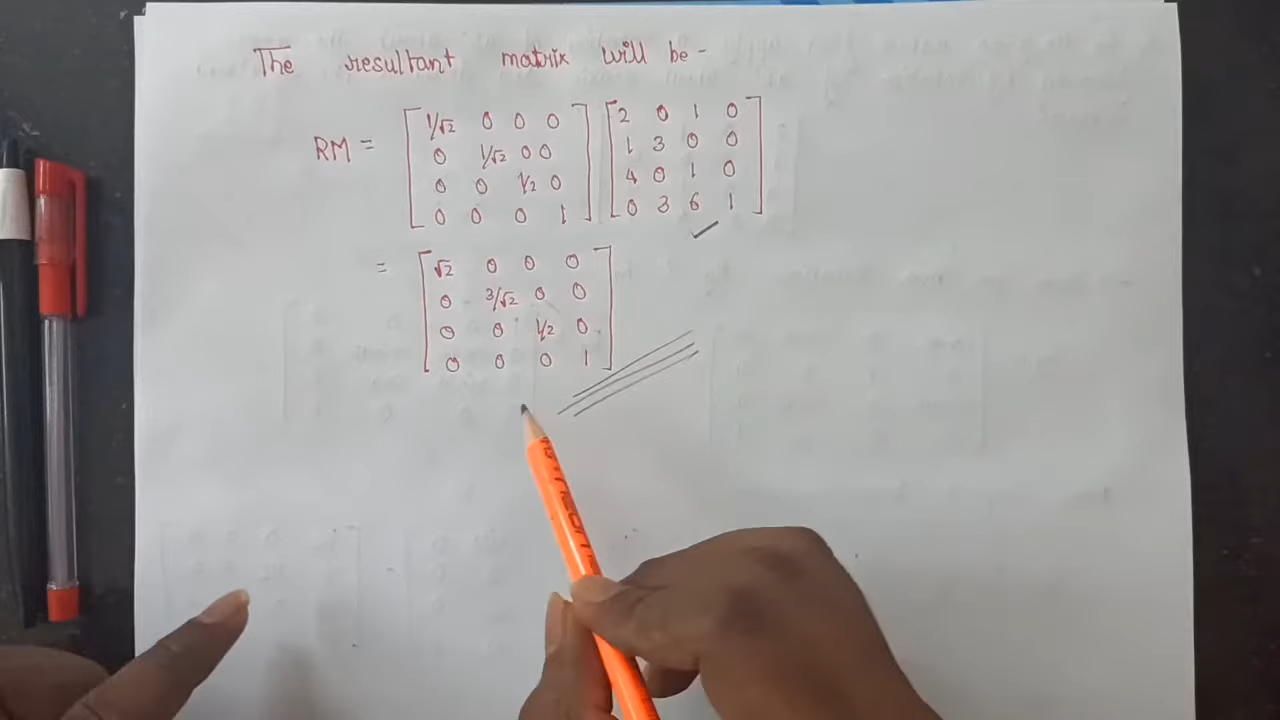 The resultant matrix will be -
RM = [ 1/√2 0 0 0 ] [ 2 0 1 0 ]
[ 0 1/√2 0 0 ] [ 1 3 0 0 ]
[ 0 0 1/2 0 ] [ 4 0 1 0 ]
[ 0 0 0 1 ] [ 0 3 6 1 ]
= [ √2 0 0 0 ]
[ 0 3/√2 0 0 ]
[ 0 0 1/2 0 ]
[ 0 0 0 1 ]